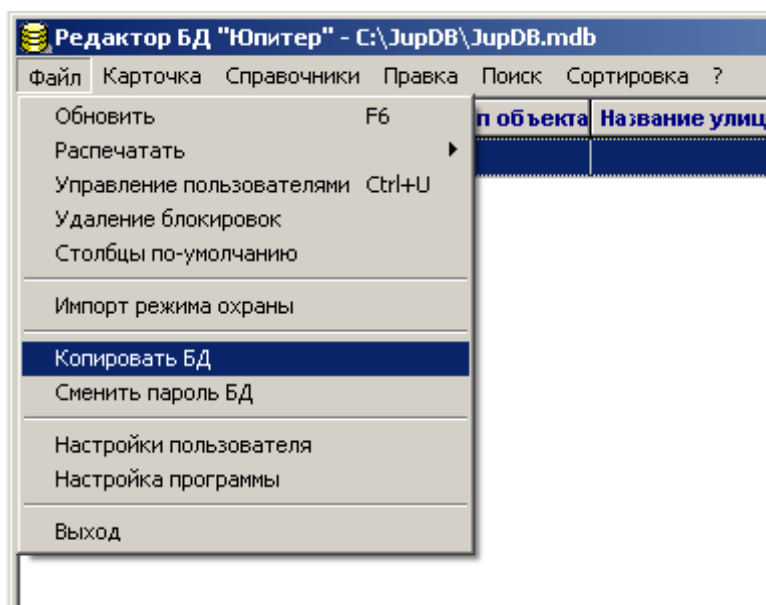 Редактор БД "Юпитер" - C:\JupDB\JupDB.mdb
Файл Карточка Справочники Правка Поиск Сортировка ?
п объекта Название улиц
Обновить F6
Распечатать
Управление пользователями Ctrl+U
Удаление блокировок
Столбцы по-умолчанию
Импорт режима охраны
Копировать БД
Сменить пароль БД
Настройки пользователя
Настройка программы
Выход